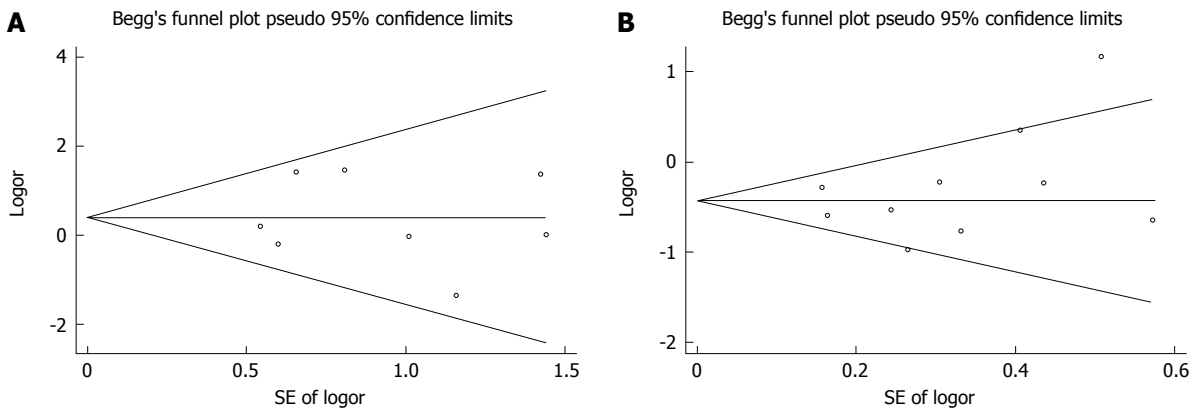 A
Begg's funnel plot pseudo 95% confidence limits
4
2
0
-2
Logor
0
0.5
1.0
1.5
SE of logor
B
Begg's funnel plot pseudo 95% confidence limits
1
0
-1
-2
Logor
0
0.2
0.4
0.6
SE of logor